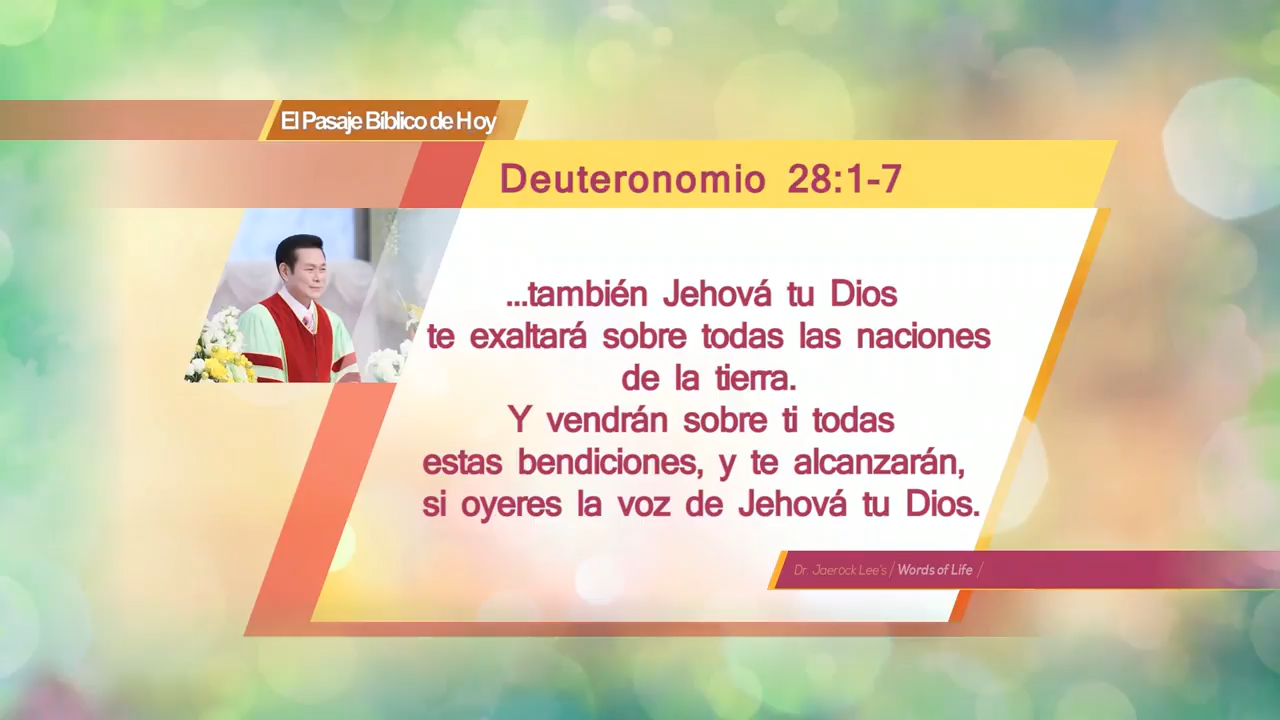 El Pasaje Bíblico de Hoy
Deuteronomio 28:1-7
...también Jehová tu Dios
te exaltará sobre todas las naciones
de la tierra.
Y vendrán sobre ti todas
estas bendiciones, y te alcanzarán,
si oyeres la voz de Jehová tu Dios.
Dr. Jaerock Lee's / Words of Life /